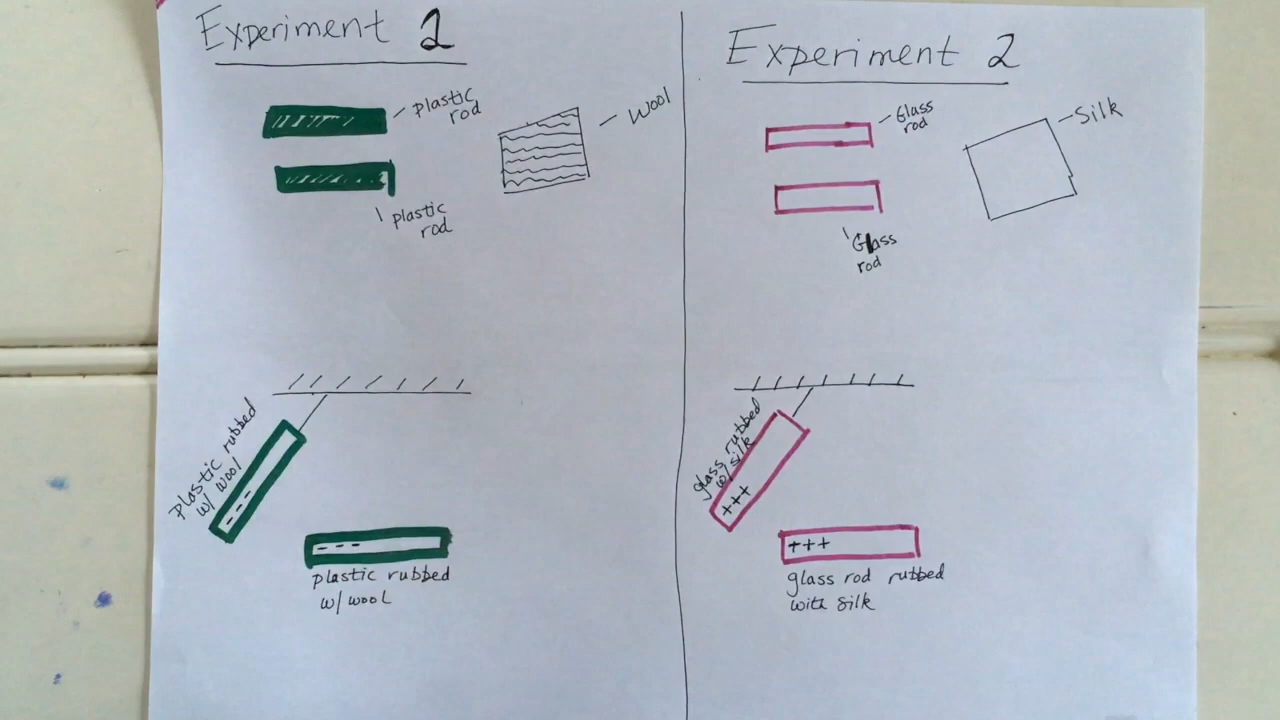 Experiment 1
plastic
rod
wool
plastic
rod
Plastic rubbed
w/ wool
- - -
- - -
plastic rubbed
w/ wool
Experiment 2
Glass
rod
Silk
Glass
rod
glass rubbed
w/ silk
+++
+++
glass rod rubbed
with silk